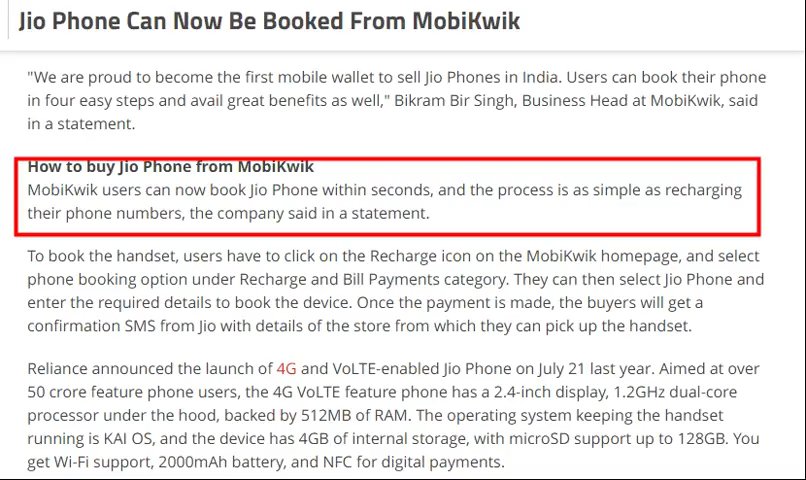 Jio Phone Can Now Be Booked From MobiKwik
"We are proud to become the first mobile wallet to sell Jio Phones in India. Users can book their phone
in four easy steps and avail great benefits as well," Bikram Bir Singh, Business Head at MobiKwik, said
in a statement.
How to buy Jio Phone from MobiKwik
MobiKwik users can now book Jio Phone within seconds, and the process is as simple as recharging
their phone numbers, the company said in a statement.
To book the handset, users have to click on the Recharge icon on the MobiKwik homepage, and select
phone booking option under Recharge and Bill Payments category. They can then select Jio Phone and
enter the required details to book the device. Once the payment is made, the buyers will get a
confirmation SMS from Jio with details of the store from which they can pick up the handset.
Reliance announced the launch of 4G and VoLTE-enabled Jio Phone on July 21 last year. Aimed at over
50 crore feature phone users, the 4G VoLTE feature phone has a 2.4-inch display, 1.2GHz dual-core
processor under the hood, backed by 512MB of RAM. The operating system keeping the handset
running is KAI OS, and the device has 4GB of internal storage, with microSD support up to 128GB. You
get Wi-Fi support, 2000mAh battery, and NFC for digital payments.